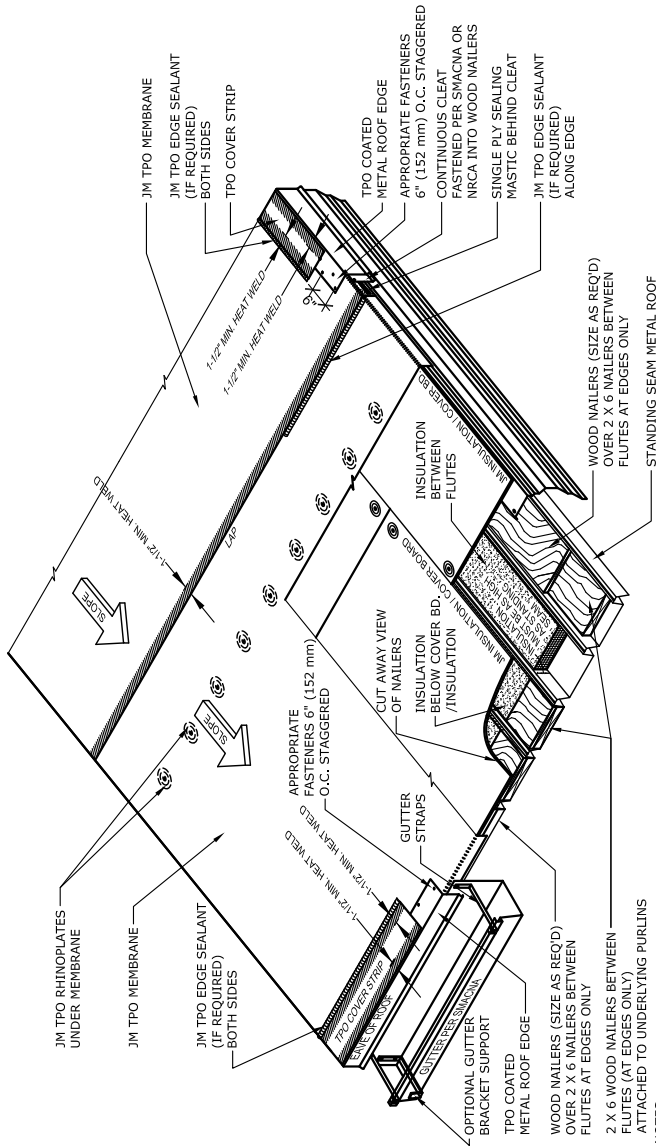 JM TPO RHINOPLATES
UNDER MEMBRANE
JM TPO MEMBRANE
JM TPO EDGE SEALANT
(IF REQUIRED)
BOTH SIDES
OPTIONAL GUTTER
BRACKET SUPPORT
TPO COATED
METAL ROOF EDGE
WOOD NAILERS (SIZE AS REQ'D)
OVER 2 X 6 NAILERS BETWEEN
FLUTES AT EDGES ONLY
2 X 6 WOOD NAILERS BETWEEN
FLUTES (AT EDGES ONLY)
ATTACHED TO UNDERLYING PURLINS
SLOPE
SLOPE
1-1/2" MIN. HEAT WELD
LAP
1-1/2" MIN. HEAT WELD
1-1/2" MIN. HEAT WELD
TPO COVER STRIP
EAVE OF ROOF
GUTTER PER SMACNA
APPROPRIATE
FASTENERS 6" (152 mm)
O.C. STAGGERED
GUTTER
STRAPS
CUT AWAY VIEW
OF NAILERS
INSULATION
BELOW COVER BD.
/INSULATION
JM INSULATION / COVER BOARD
INSULATION
MUST BE AS HIGH
AS STANDING
SEAM
INSULATION
BETWEEN
FLUTES
JM INSULATION / COVER BD
1-1/2" MIN. HEAT WELD
1-1/2" MIN. HEAT WELD
6"
JM TPO MEMBRANE
JM TPO EDGE SEALANT
(IF REQUIRED)
BOTH SIDES
TPO COVER STRIP
TPO COATED
METAL ROOF EDGE
APPROPRIATE FASTENERS
6" (152 mm) O.C. STAGGERED
CONTINUOUS CLEAT
FASTENED PER SMACNA OR
NRCA INTO WOOD NAILERS
SINGLE PLY SEALING
MASTIC BEHIND CLEAT
JM TPO EDGE SEALANT
(IF REQUIRED)
ALONG EDGE
WOOD NAILERS (SIZE AS REQ'D)
OVER 2 X 6 NAILERS BETWEEN
FLUTES AT EDGES ONLY
STANDING SEAM METAL ROOF